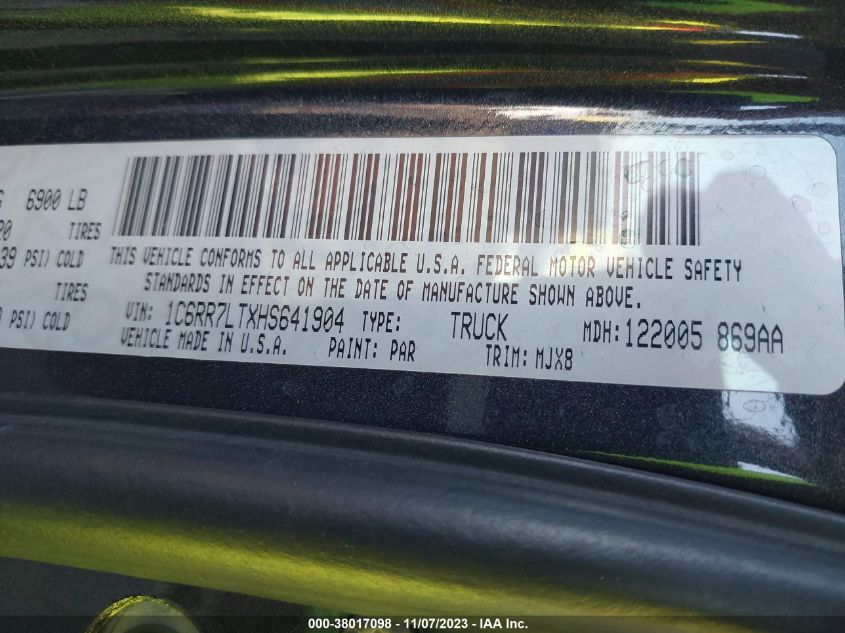 G 6900 LB
20 TIRES
39 PSI) COLD
TIRES
PSI) COLD
THIS VEHICLE CONFORMS TO ALL APPLICABLE U.S.A. FEDERAL MOTOR VEHICLE SAFETY
STANDARDS IN EFFECT ON THE DATE OF MANUFACTURE SHOWN ABOVE.
VIN: 1C6RR7LTXHS641904 TYPE: TRUCK MDH:122005 869AA
VEHICLE MADE IN U.S.A. PAINT: PAR TRIM: MJX8
000-38017098 - 11/07/2023 - IAA Inc.